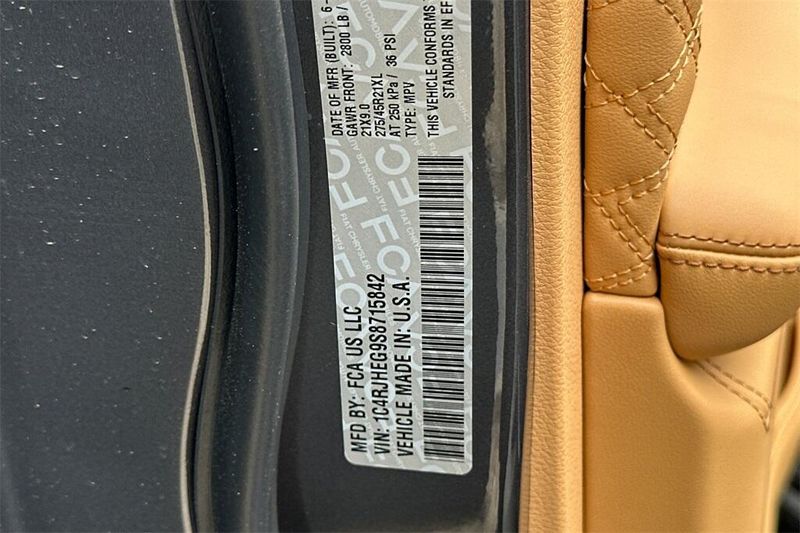 MFD BY: FCA US LLC
DATE OF MFR (BUILT): 6-
GAWR FRONT: 2800 LB /
21X9.0
275/45R21XL
AT 250 kPa / 36 PSI
TYPE: MPV
VIN: 1C4RJHEG9S8715842
THIS VEHICLE CONFORMS
VEHICLE MADE IN: U.S.A.
STANDARDS IN EF